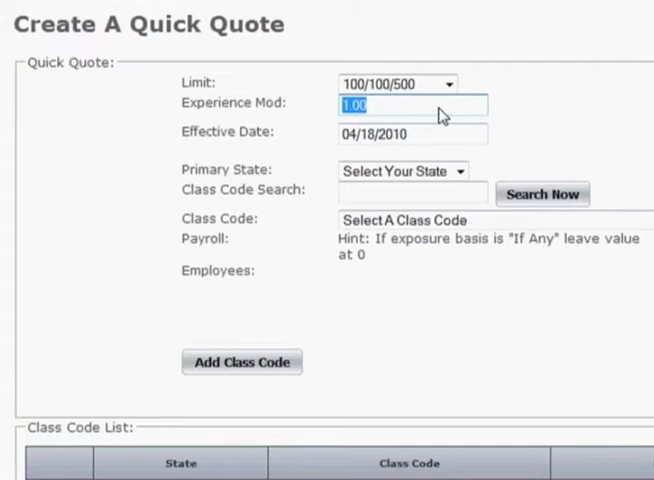 Create A Quick Quote
Quick Quote:
Limit: 100/100/500
Experience Mod: 1.00
Effective Date: 04/18/2010
Primary State: Select Your State
Class Code Search: Search Now
Class Code: Select A Class Code
Payroll: Hint: If exposure basis is "If Any" leave value
at 0
Employees:
Add Class Code
Class Code List:
State Class Code